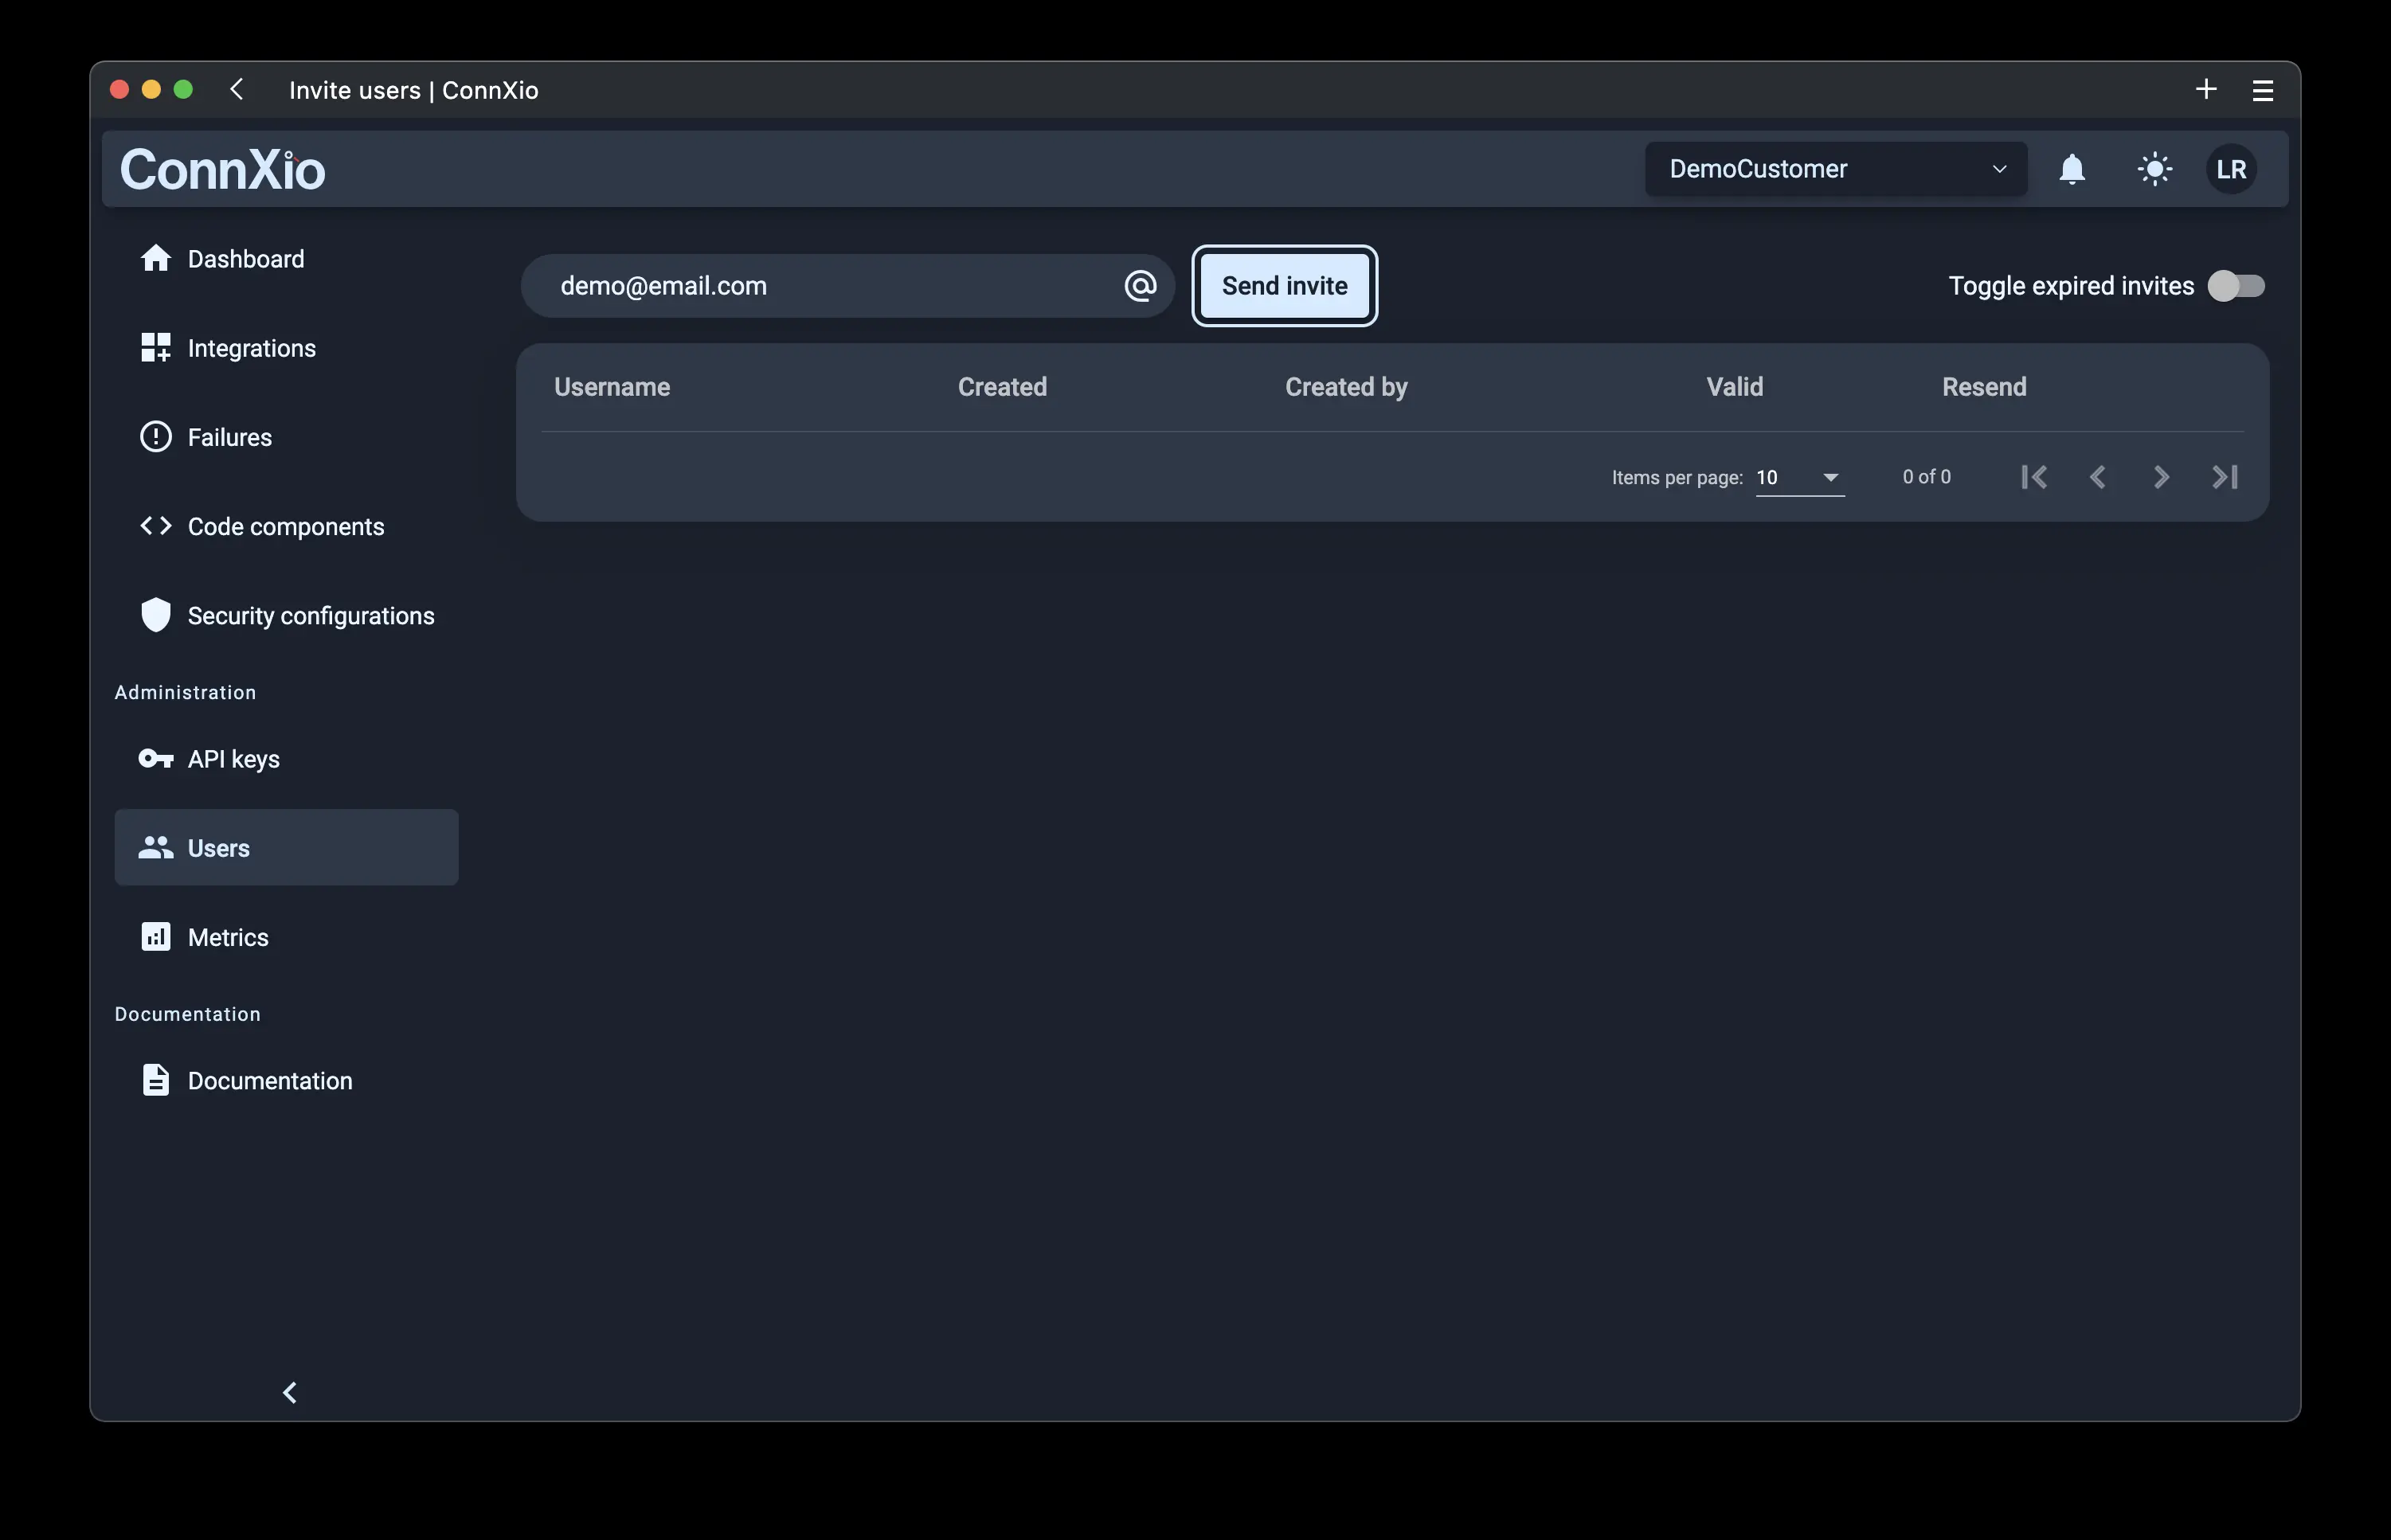 Invite users | ConnXio
ConnXio
DemoCustomer
LR
Dashboard
Integrations
Failures
Code components
Security configurations
Administration
API keys
Users
Metrics
Documentation
Documentation
demo@email.com
Send invite
Toggle expired invites
Username Created Created by Valid Resend
Items per page: 10 0 of 0